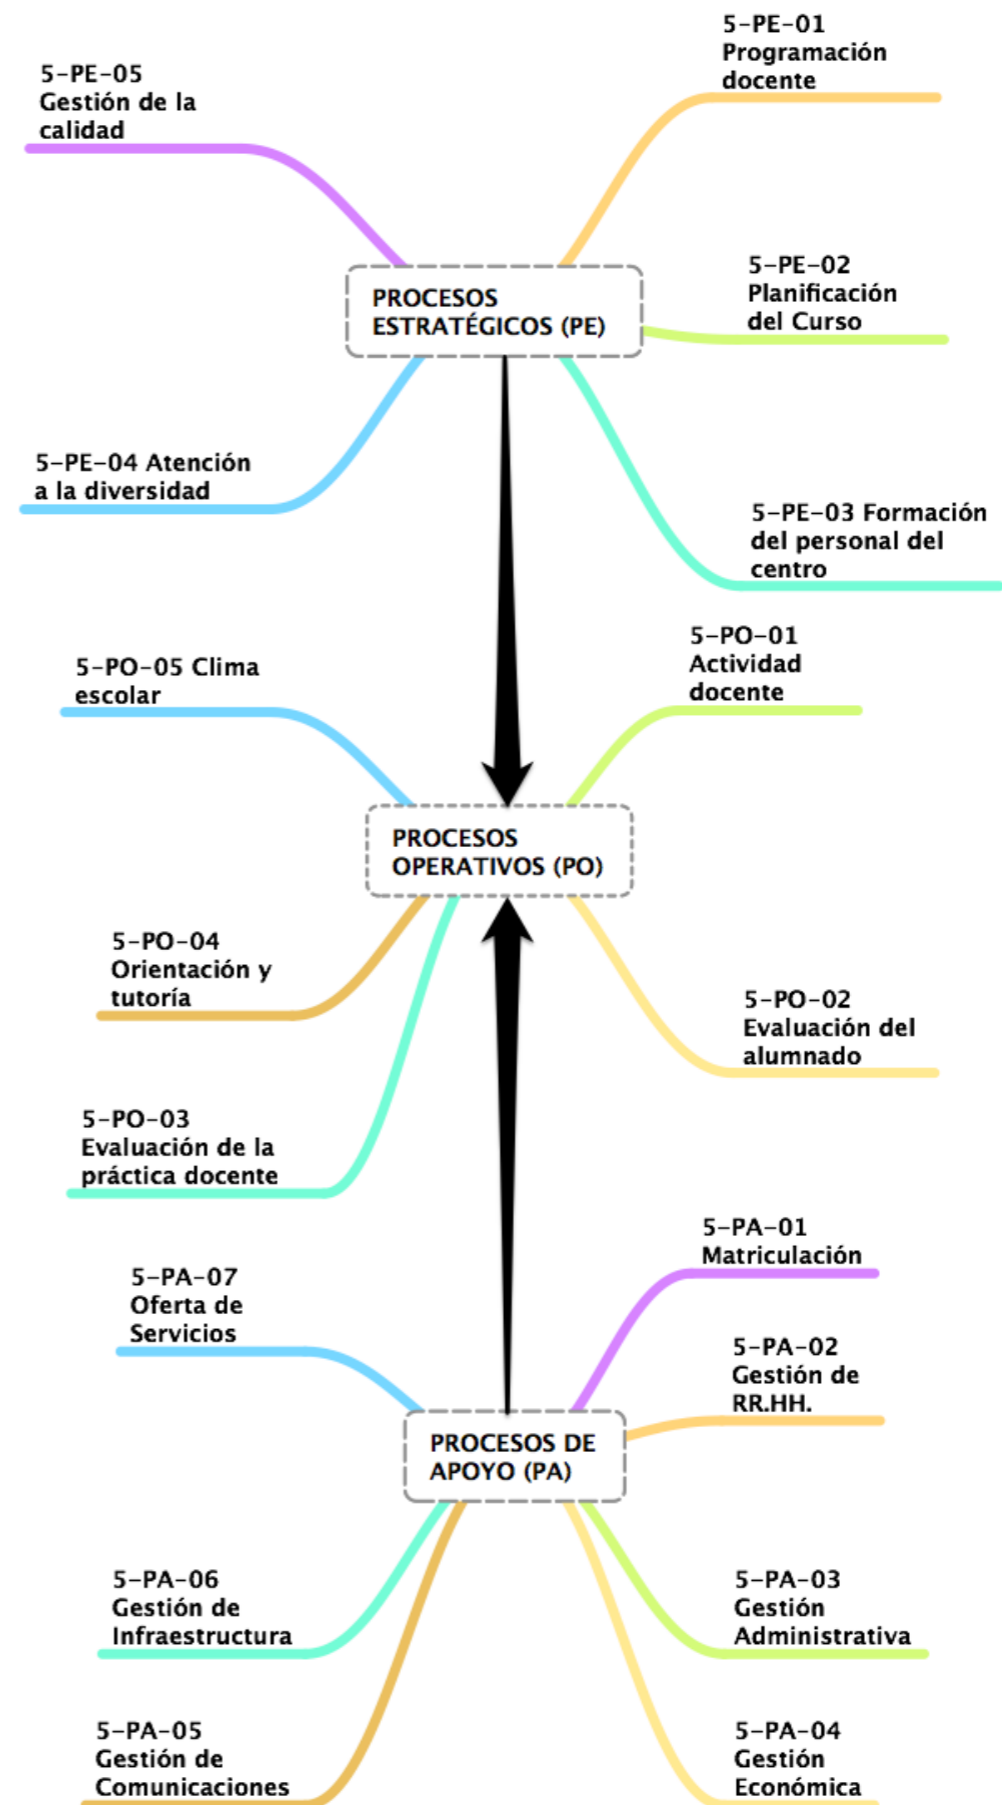 5-PE-01
Programación
docente
5-PE-05
Gestión de la
calidad
5-PE-02
Planificación
del Curso
PROCESOS
ESTRATÉGICOS (PE)
5-PE-04 Atención
a la diversidad
5-PE-03 Formación
del personal del
centro
5-PO-01
Actividad
docente
5-PO-05 Clima
escolar
PROCESOS
OPERATIVOS (PO)
5-PO-04
Orientación y
tutoría
5-PO-02
Evaluación del
alumnado
5-PO-03
Evaluación de la
práctica docente
5-PA-01
Matriculación
5-PA-07
Oferta de
Servicios
5-PA-02
Gestión de
RR.HH.
PROCESOS DE
APOYO (PA)
5-PA-06
Gestión de
Infraestructura
5-PA-03
Gestión
Administrativa
5-PA-05
Gestión de
Comunicaciones
5-PA-04
Gestión
Económica